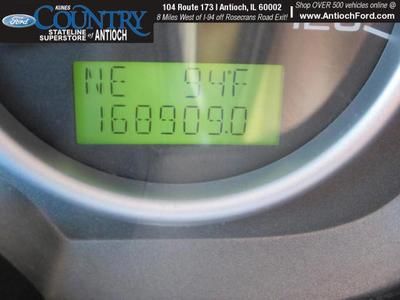 Ford
KUNES
COUNTRY
STATELINE
SUPERSTORE of ANTIOCH
104 Route 173 I Antioch, IL 60002
8 Miles West of I-94 off Rosecrans Road Exit!
Shop OVER 500 vehicles online @
www.AntiochFord.com
NE 94°F
168909.0